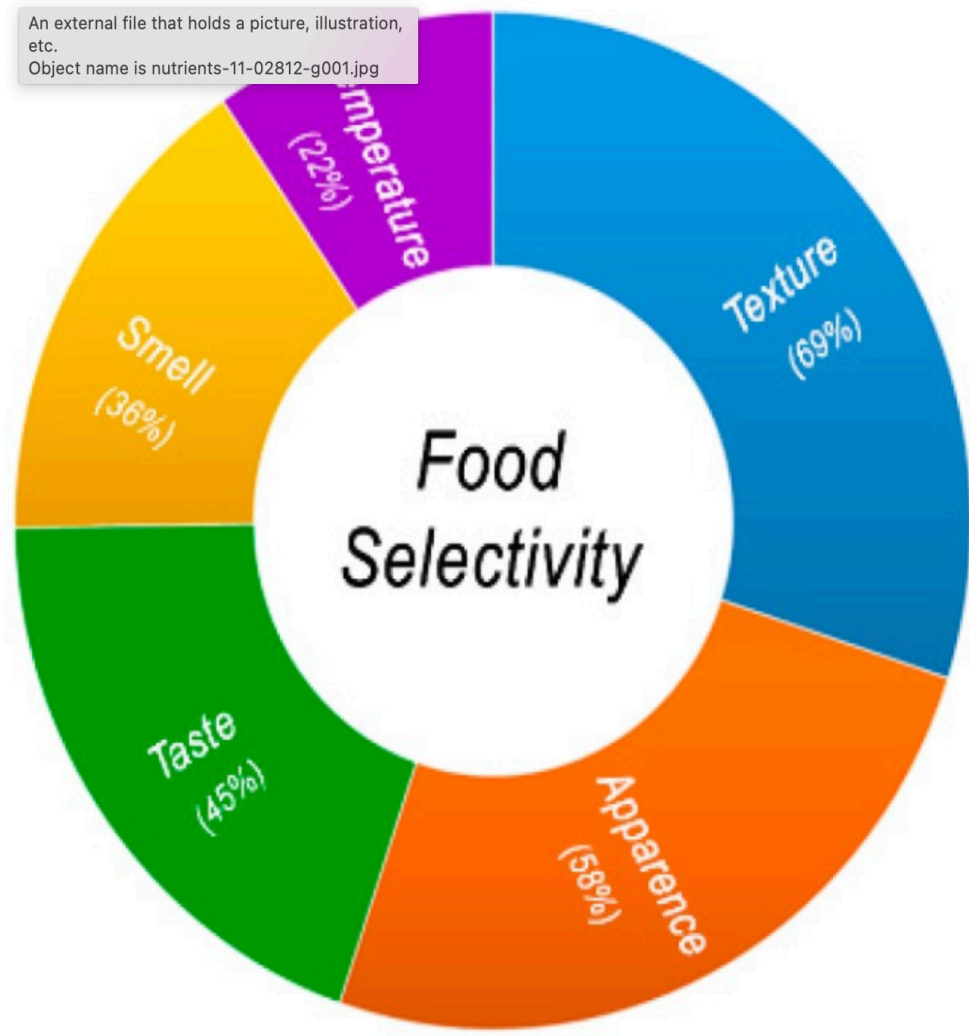 An external file that holds a picture, illustration,
etc.
Object name is nutrients-11-02812-g001.jpg
emperature
(22%)
Texture
(69%)
Smell
(36%)
Food
Selectivity
Taste
(45%)
Apparence
(58%)